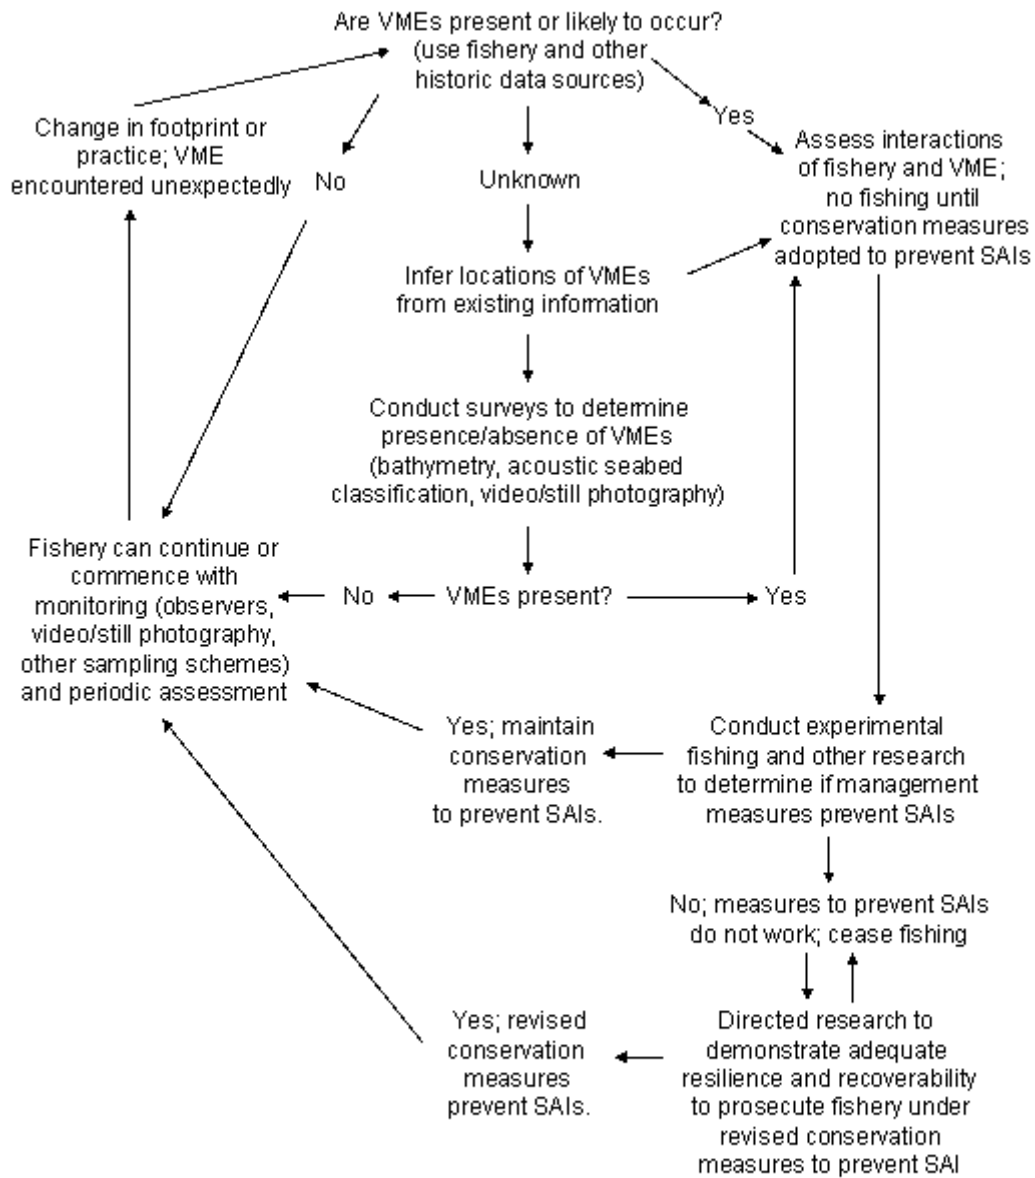 Are VMEs present or likely to occur?
(use fishery and other
historic data sources)
Yes
Change in footprint or
practice; VME
encountered unexpectedly
No
Unknown
Assess interactions
of fishery and VME;
no fishing until
conservation measures
adopted to prevent SAIs
Infer locations of VMEs
from existing information
Conduct surveys to determine
presence/absence of VMEs
(bathymetry, acoustic seabed
classification, video/still photography)
Fishery can continue or
commence with
monitoring (observers,
video/still photography,
other sampling schemes)
and periodic assessment
No
VMEs present?
Yes
Yes; maintain
conservation
measures
to prevent SAIs.
Conduct experimental
fishing and other research
to determine if management
measures prevent SAIs
No; measures to prevent SAIs
do not work; cease fishing
Yes; revised
conservation
measures
prevent SAIs.
Directed research to
demonstrate adequate
resilience and recoverability
to prosecute fishery under
revised conservation
measures to prevent SAI